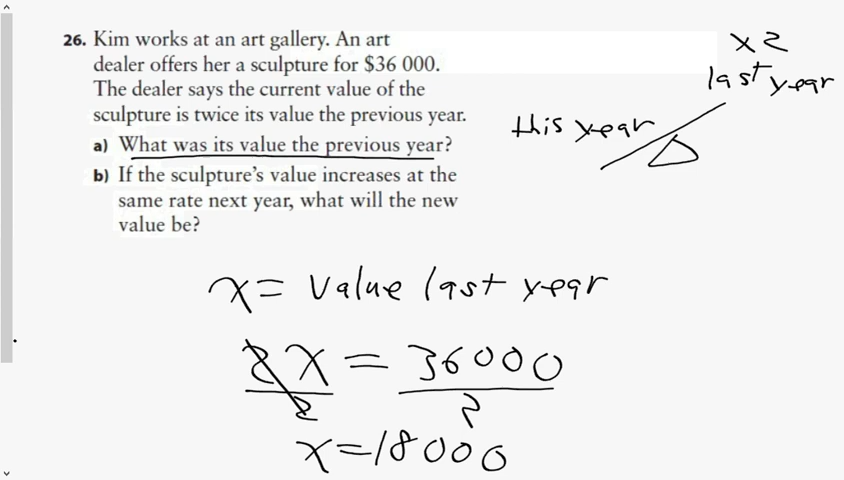 26. Kim works at an art gallery. An art
dealer offers her a sculpture for $36 000.
The dealer says the current value of the
sculpture is twice its value the previous year.
a) What was its value the previous year?
b) If the sculpture's value increases at the
same rate next year, what will the new
value be?
x2
last year
this year
x = value last year
2x = 36000
2 2
x=18000